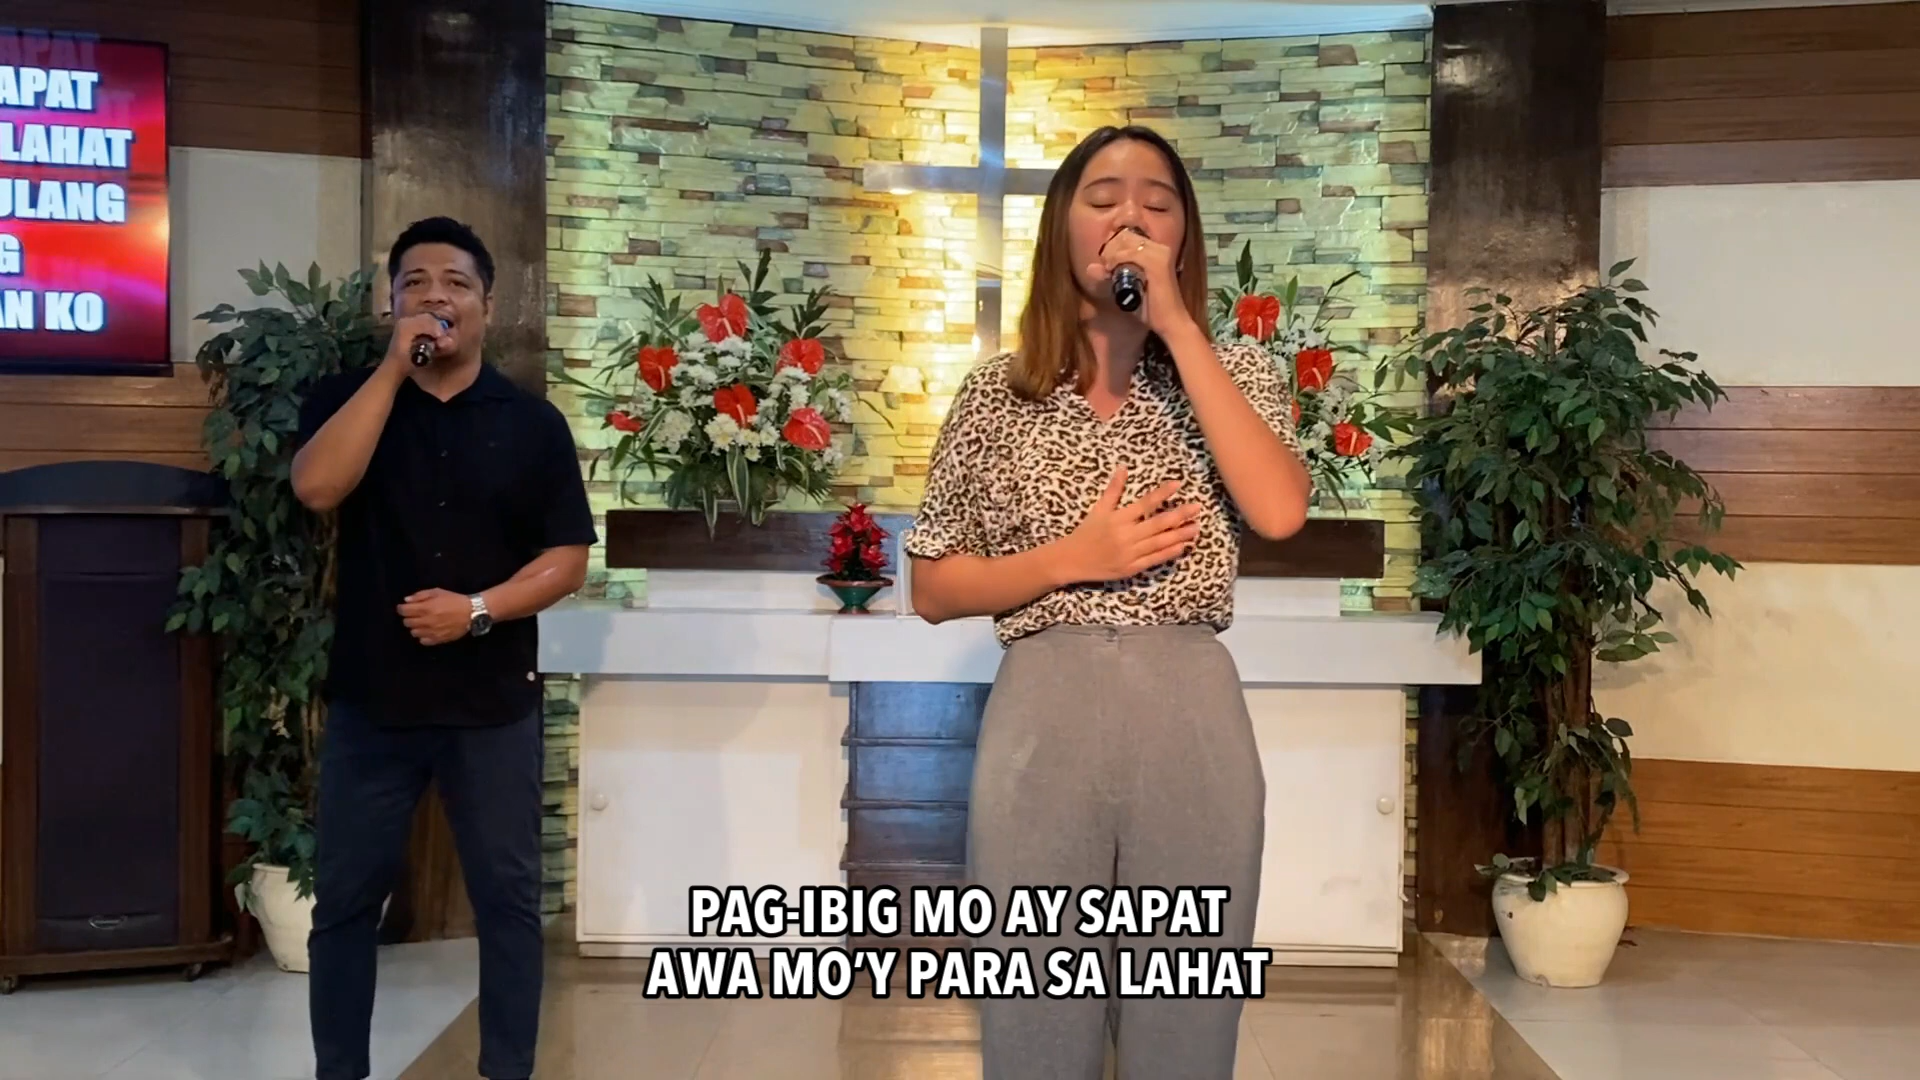 APAT
LAHAT
ULANG
G
AN KO
PAG-IBIG MO AY SAPAT
AWA MO'Y PARA SA LAHAT